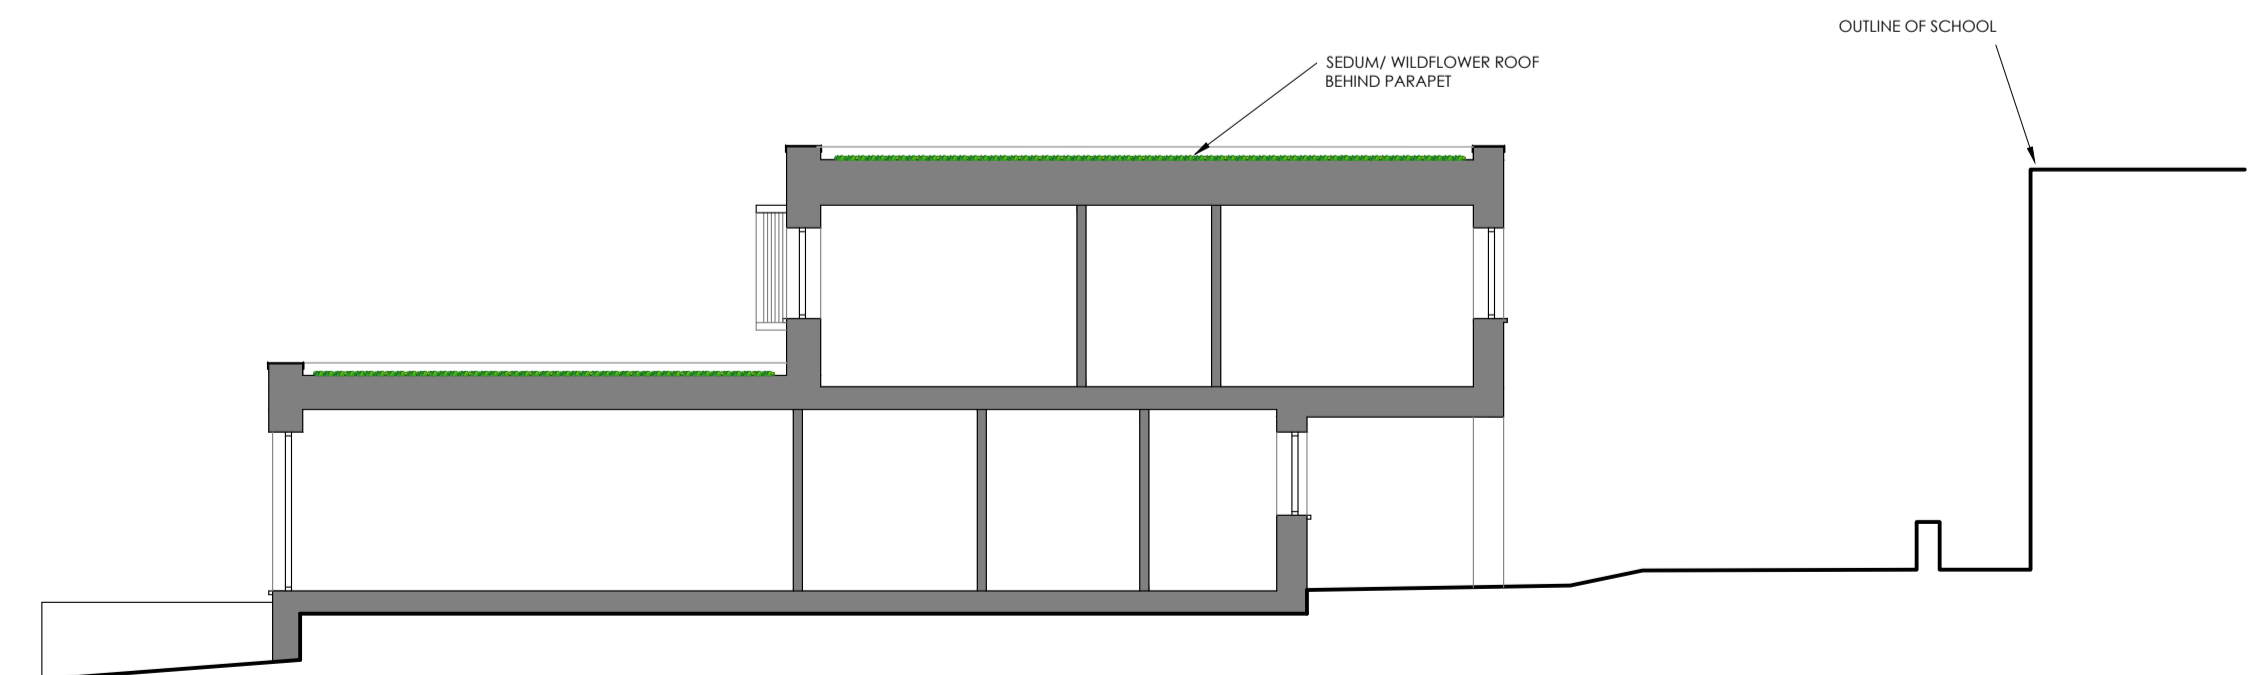 OUTLINE OF SCHOOL
SEDUM/ WILDFLOWER ROOF
BEHIND PARAPET